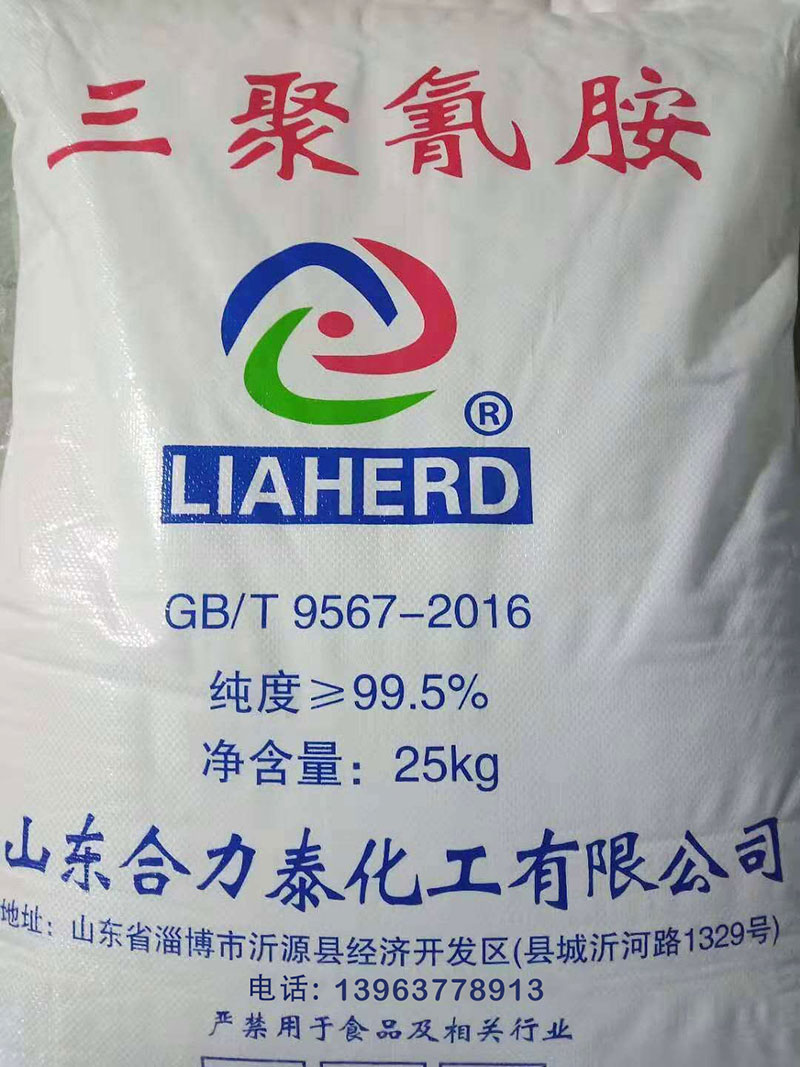 三聚氰胺
®
LIAHERD
GB/T 9567-2016
纯度≥99.5%
净含量：25kg
山东合力泰化工有限公司
地址：山东省淄博市沂源县经济开发区(县城沂河路1329号)
电话：13963778913
严禁用于食品及相关行业